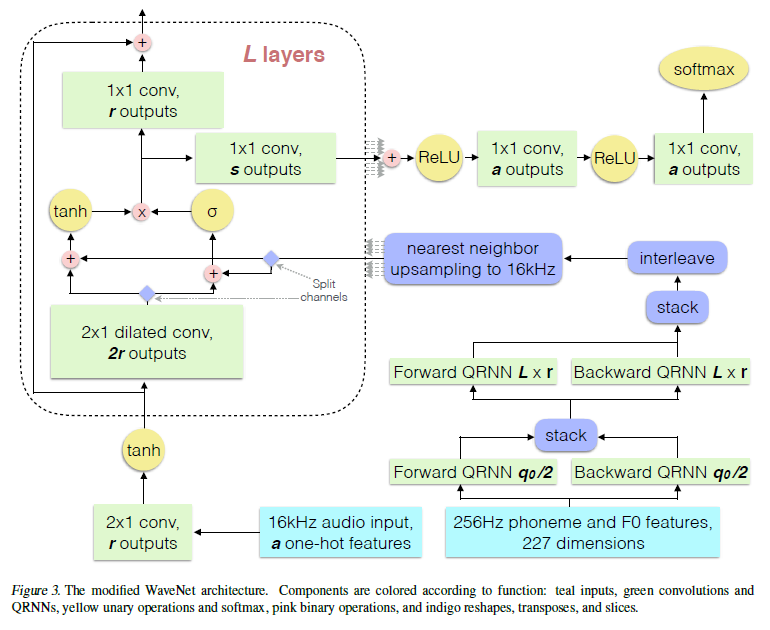 +
L layers
1x1 conv,
r outputs
1x1 conv,
s outputs
+
ReLU
1x1 conv,
a outputs
ReLU
1x1 conv,
a outputs
softmax
tanh
x
σ
+
+
Split
channels
nearest neighbor
upsampling to 16kHz
interleave
stack
2x1 dilated conv,
2r outputs
Forward QRNN L x r
Backward QRNN L x r
stack
tanh
Forward QRNN q₀/2
Backward QRNN q₀/2
2x1 conv,
r outputs
16kHz audio input,
a one-hot features
256Hz phoneme and F0 features,
227 dimensions
Figure 3. The modified WaveNet architecture. Components are colored according to function: teal inputs, green convolutions and
QRNNs, yellow unary operations and softmax, pink binary operations, and indigo reshapes, transposes, and slices.